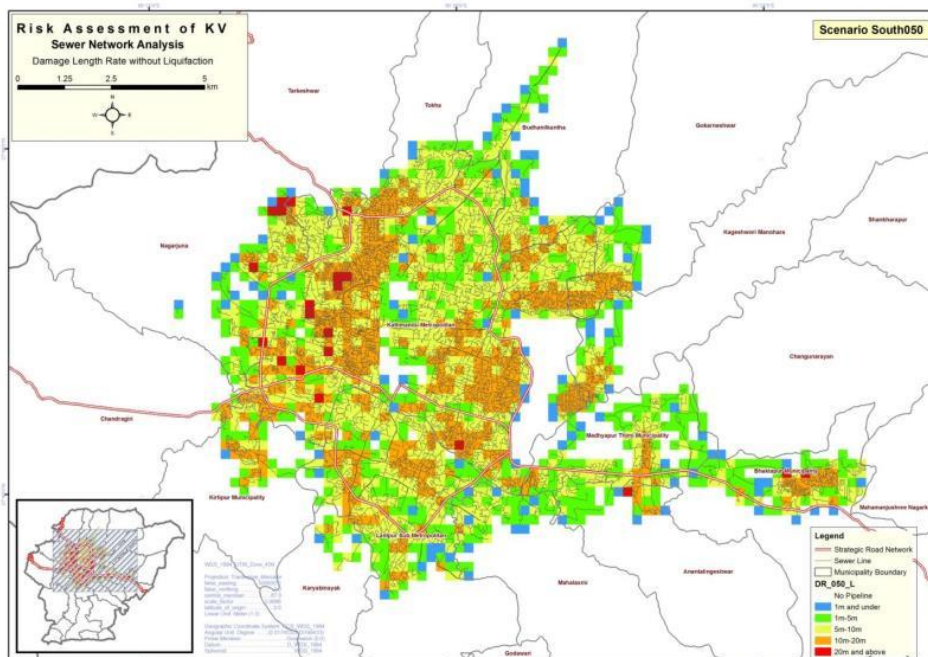 Risk Assessment of KV
Sewer Network Analysis
Damage Length Rate without Liquifaction
0 1.25 2.5 5
km
N
W E
S
Scenario South050
Tarkeshwar
Tokha
Budhanilkantha
Gokarneshwar
Shankharapur
Kageshwori Manohara
Nagarjuna
Kathmandu Metropolitan
Changunarayan
Chandragiri
Madhyapur Thimi Municipality
Bhaktapur Municipality
Kirtipur Municipality
Mahamanjushree Nagark
Lalitpur Sub Metropolitan
Karyabinayak
Mahalaxmi
Anantalingeshwar
Godawari
Legend
Strategic Road Network
Sewer Line
Municipality Boundary
DR_050_L
No Pipeline
1m and under
1m-5m
5m-10m
10m-20m
20m and above